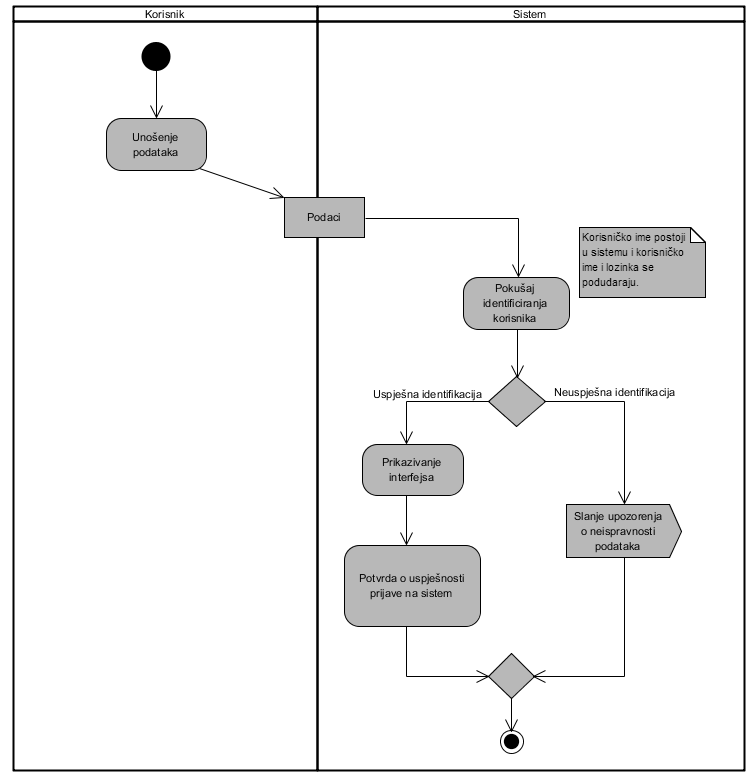 Korisnik
Sistem
Unošenje
podataka
Podaci
Korisničko ime postoji
u sistemu i korisničko
ime i lozinka se
podudaraju.
Pokušaj
identificiranja
korisnika
Uspješna identifikacija
Neuspješna identifikacija
Prikazivanje
interfejsa
Slanje upozorenja
o neispravnosti
podataka
Potvrda o uspješnosti
prijave na sistem